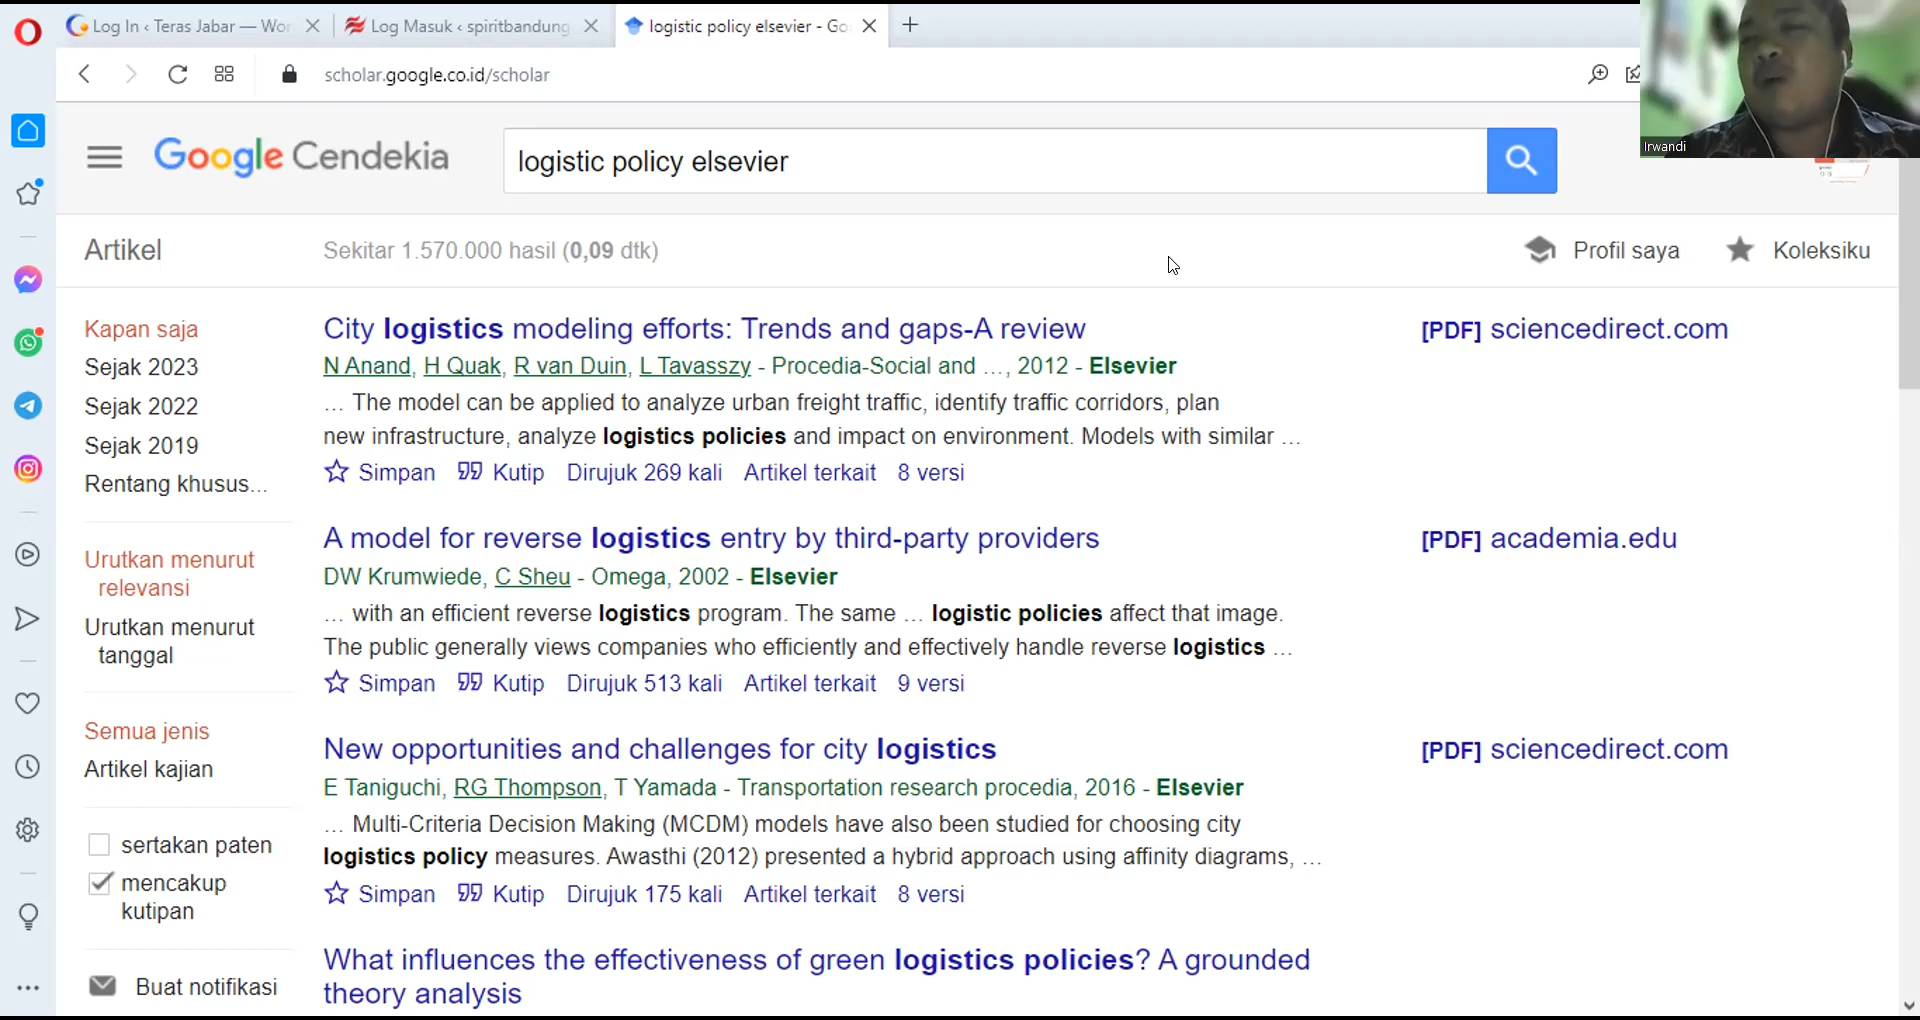 Log In ‹ Teras Jabar — Wor
Log Masuk ‹ spiritbandung
logistic policy elsevier - Go
scholar.google.co.id/scholar
Irwandi
Google Cendekia
logistic policy elsevier
Artikel
Sekitar 1.570.000 hasil (0,09 dtk)
Profil saya
Koleksiku
Kapan saja
Sejak 2023
Sejak 2022
Sejak 2019
Rentang khusus...
Urutkan menurut
relevansi
Urutkan menurut
tanggal
Semua jenis
Artikel kajian
sertakan paten
mencakup
kutipan
Buat notifikasi
City logistics modeling efforts: Trends and gaps-A review
N Anand, H Quak, R van Duin, L Tavasszy - Procedia-Social and …, 2012 - Elsevier
… The model can be applied to analyze urban freight traffic, identify traffic corridors, plan
new infrastructure, analyze logistics policies and impact on environment. Models with similar …
Simpan Kutip Dirujuk 269 kali Artikel terkait 8 versi
[PDF] sciencedirect.com
A model for reverse logistics entry by third-party providers
DW Krumwiede, C Sheu - Omega, 2002 - Elsevier
… with an efficient reverse logistics program. The same … logistic policies affect that image.
The public generally views companies who efficiently and effectively handle reverse logistics …
Simpan Kutip Dirujuk 513 kali Artikel terkait 9 versi
[PDF] academia.edu
New opportunities and challenges for city logistics
E Taniguchi, RG Thompson, T Yamada - Transportation research procedia, 2016 - Elsevier
… Multi-Criteria Decision Making (MCDM) models have also been studied for choosing city
logistics policy measures. Awasthi (2012) presented a hybrid approach using affinity diagrams, …
Simpan Kutip Dirujuk 175 kali Artikel terkait 8 versi
[PDF] sciencedirect.com
What influences the effectiveness of green logistics policies? A grounded
theory analysis